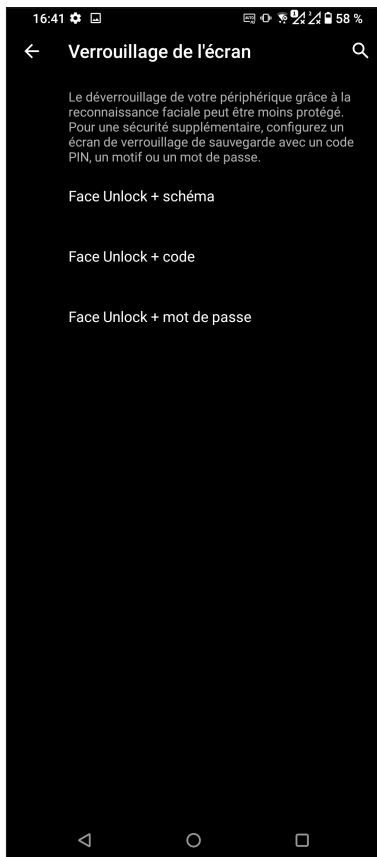 16:41 58 %
Verrouillage de l'écran
Le déverrouillage de votre périphérique grâce à la
reconnaissance faciale peut être moins protégé.
Pour une sécurité supplémentaire, configurez un
écran de verrouillage de sauvegarde avec un code
PIN, un motif ou un mot de passe.
Face Unlock + schéma
Face Unlock + code
Face Unlock + mot de passe